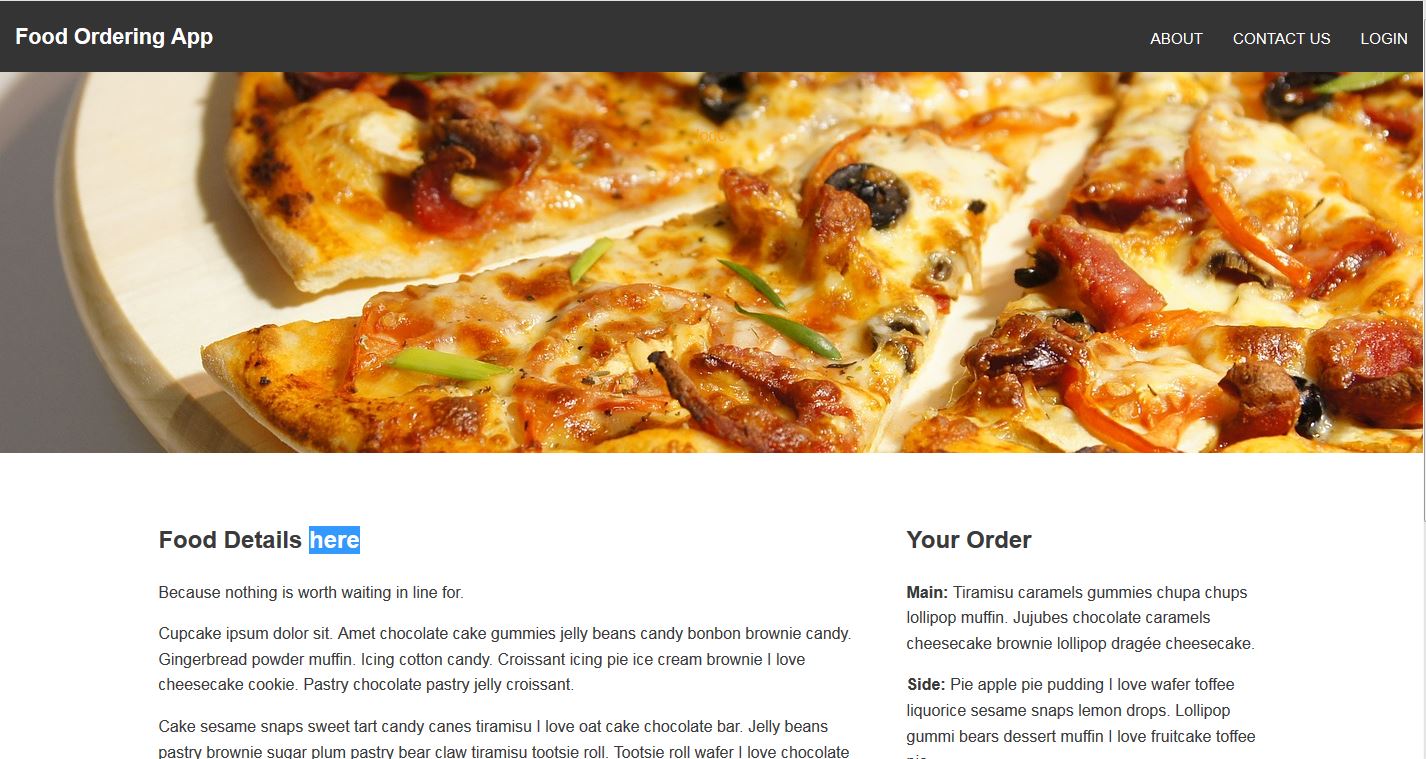 Food Ordering App
ABOUT CONTACT US LOGIN
Food Details here
Because nothing is worth waiting in line for.
Cupcake ipsum dolor sit. Amet chocolate cake gummies jelly beans candy bonbon brownie candy.
Gingerbread powder muffin. Icing cotton candy. Croissant icing pie ice cream brownie I love
cheesecake cookie. Pastry chocolate pastry jelly croissant.
Cake sesame snaps sweet tart candy canes tiramisu I love oat cake chocolate bar. Jelly beans
pastry brownie sugar plum pastry bear claw tiramisu tootsie roll. Tootsie roll wafer I love chocolate
Your Order
Main: Tiramisu caramels gummies chupa chups
lollipop muffin. Jujubes chocolate caramels
cheesecake brownie lollipop dragée cheesecake.
Side: Pie apple pie pudding I love wafer toffee
liquorice sesame snaps lemon drops. Lollipop
gummi bears dessert muffin I love fruitcake toffee